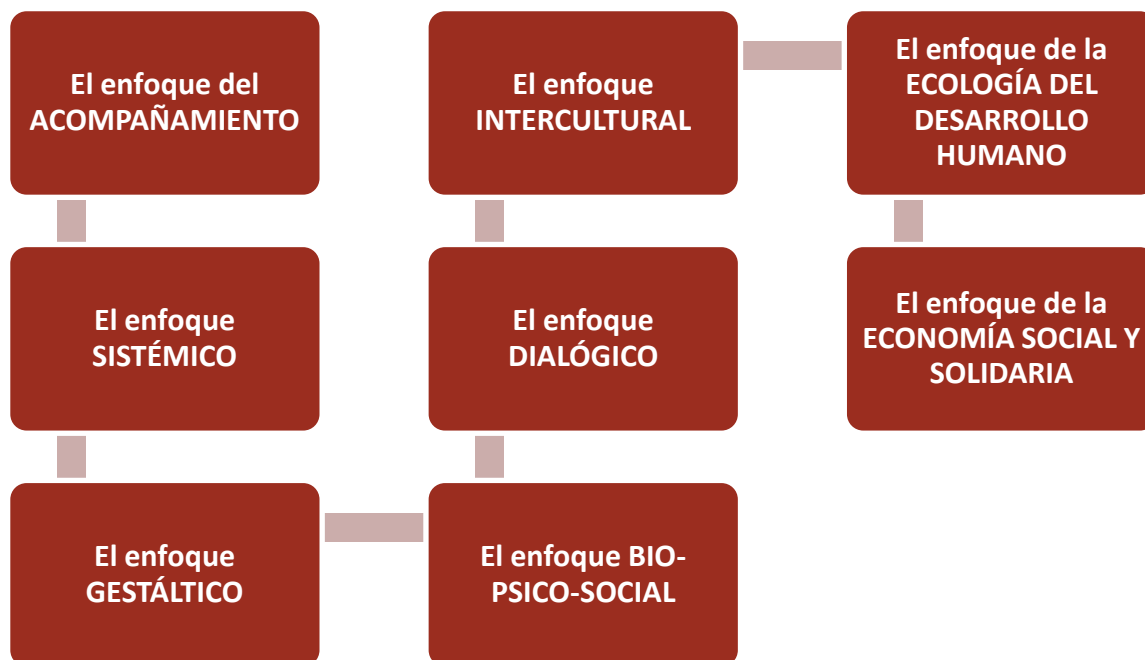 El enfoque del
ACOMPAÑAMIENTO
El enfoque
SISTÉMICO
El enfoque
GESTÁLTICO
El enfoque BIO-
PSICO-SOCIAL
El enfoque
DIALÓGICO
El enfoque
INTERCULTURAL
El enfoque de la
ECOLOGÍA DEL
DESARROLLO
HUMANO
El enfoque de la
ECONOMÍA SOCIAL Y
SOLIDARIA